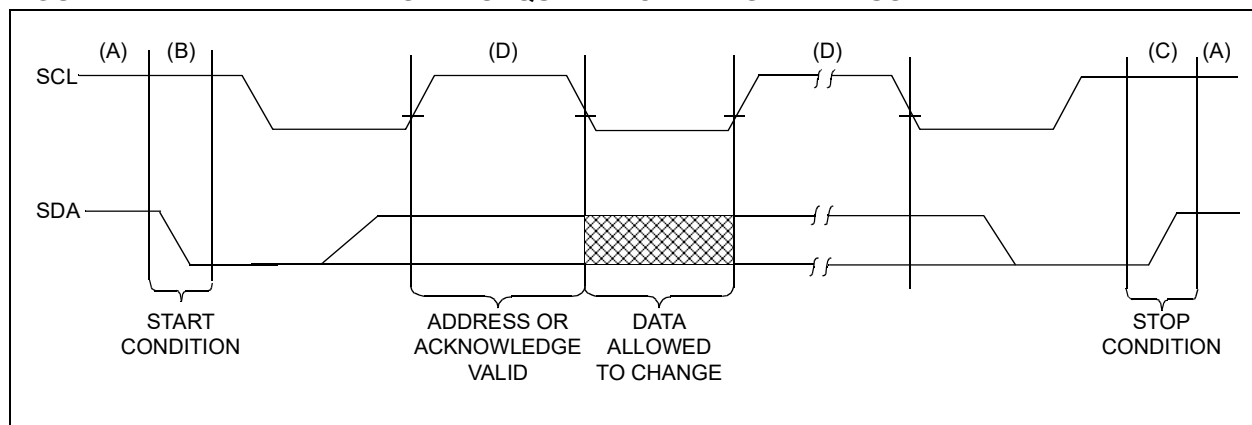 (A) (B) (D) (D) (C) (A)
SCL
SDA
START
CONDITION
ADDRESS OR
ACKNOWLEDGE
VALID
DATA
ALLOWED
TO CHANGE
STOP
CONDITION